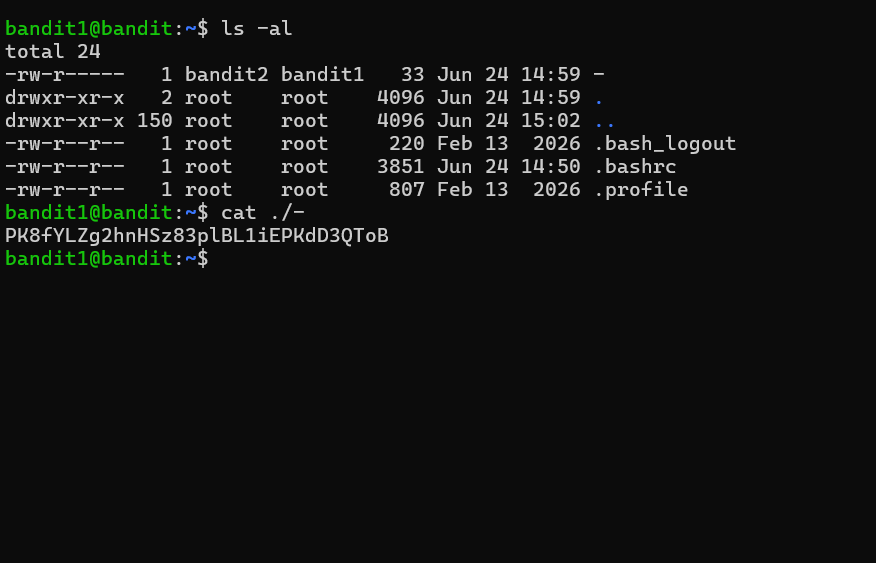 bandit1@bandit:~$ ls -al
total 24
-rw-r-----   1 bandit2 bandit1   33 Jun 24 14:59 -
drwxr-xr-x   2 root    root    4096 Jun 24 14:59 .
drwxr-xr-x 150 root    root    4096 Jun 24 15:02 ..
-rw-r--r--   1 root    root     220 Feb 13  2026 .bash_logout
-rw-r--r--   1 root    root    3851 Jun 24 14:50 .bashrc
-rw-r--r--   1 root    root     807 Feb 13  2026 .profile
bandit1@bandit:~$ cat ./-
PK8fYLZg2hnHSz83plBL1iEPKdD3QToB
bandit1@bandit:~$